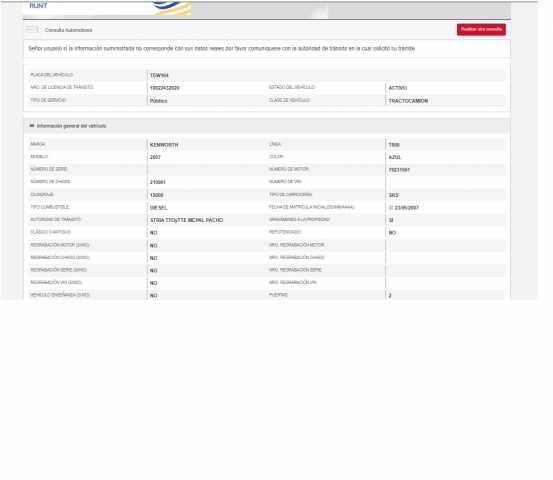 RUNT
Consulta Automotores
Realizar otra consulta
Señor usuario si la información suministrada no corresponde con sus datos reales por favor comuníquese con la autoridad de tránsito en la cual solicitó su trámite.
PLACA DEL VEHÍCULO:
NRO. DE LICENCIA DE TRÁNSITO: 10022432020 ESTADO DEL VEHÍCULO: ACTIVO
TIPO DE SERVICIO: Público CLASE DE VEHÍCULO: TRACTOCAMION
Información general del vehículo
MARCA: KENWORTH LÍNEA: T800
MODELO: 2007 COLOR: AZUL
NÚMERO DE SERIE: NÚMERO DE MOTOR: 79231501
NÚMERO DE CHASIS: 210801 NÚMERO DE VIN:
CILINDRAJE: 15000 TIPO DE CARROCERÍA: SRS
TIPO COMBUSTIBLE: DIESEL FECHA DE MATRICULA INICIAL(DD/MM/AAAA): 23/05/2007
AUTORIDAD DE TRÁNSITO: STRIA TTOyTTE MCPAL PACHO GRAVÁMENES A LA PROPIEDAD: SI
CLÁSICO O ANTIGUO: NO REPOTENCIADO: NO
REGRABACIÓN MOTOR (SI/NO): NO NRO. REGRABACIÓN MOTOR
REGRABACIÓN CHASIS (SI/NO): NO NRO. REGRABACIÓN CHASIS
REGRABACIÓN SERIE (SI/NO): NO NRO. REGRABACIÓN SERIE
REGRABACIÓN VIN (SI/NO): NO NRO. REGRABACIÓN VIN
VEHÍCULO ENSEÑANZA (SI/NO): NO PUERTAS: 2